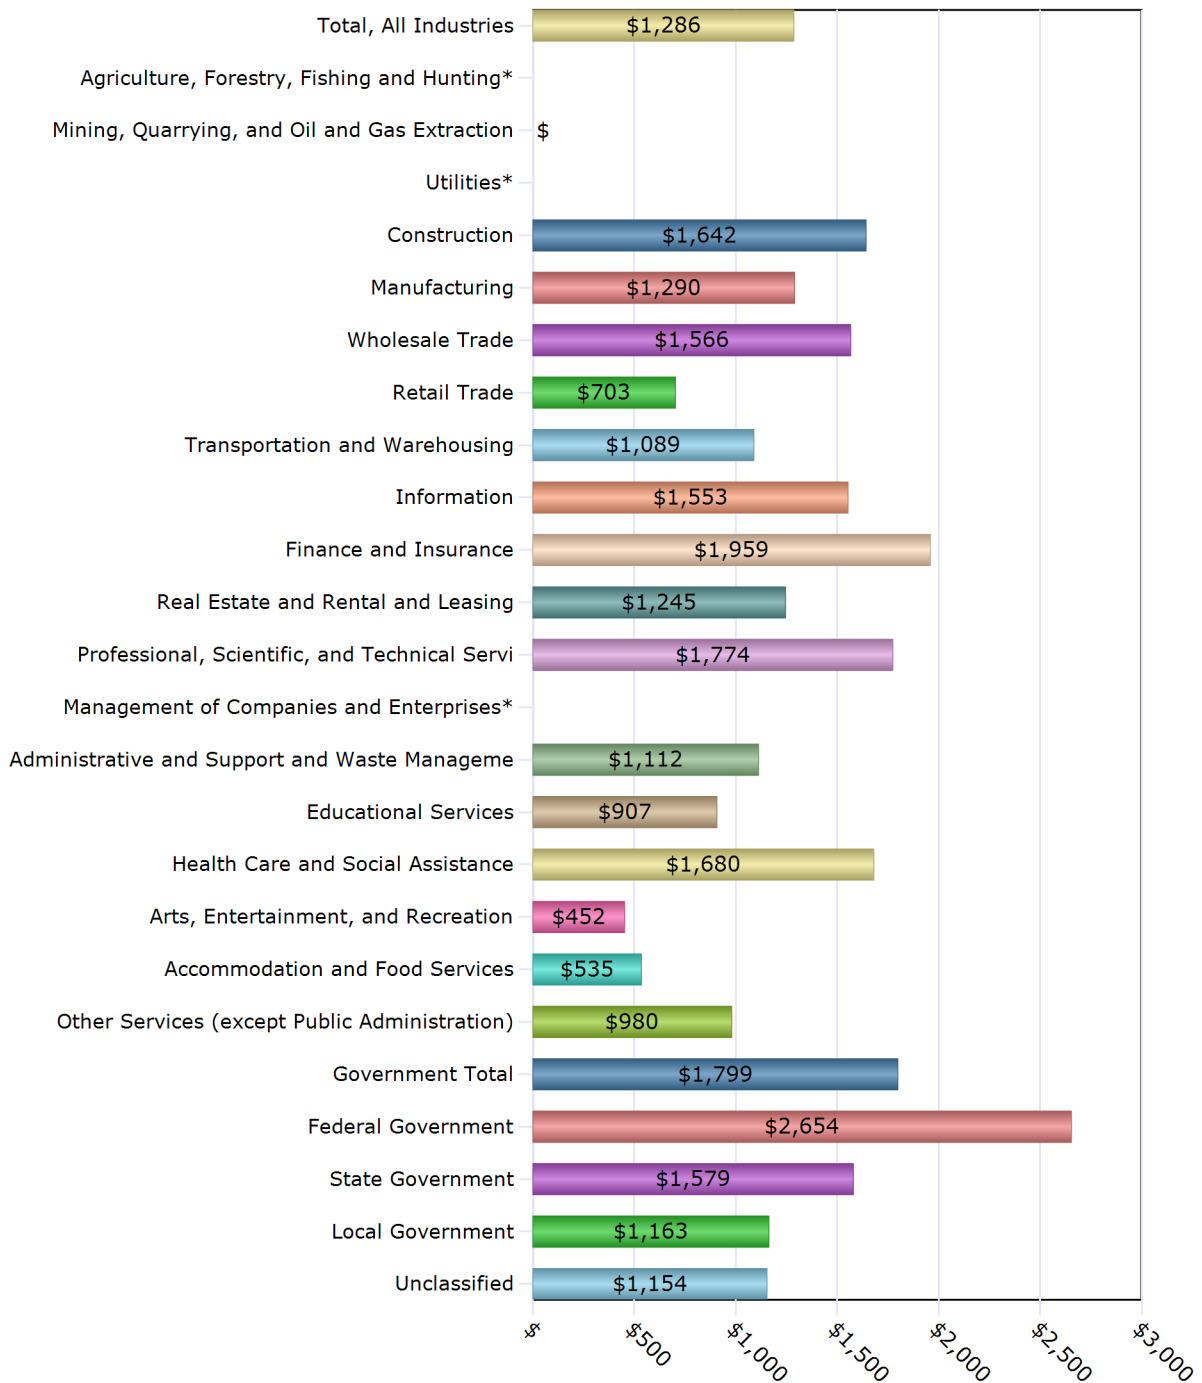 Total, All Industries $1,286
Agriculture, Forestry, Fishing and Hunting*
Mining, Quarrying, and Oil and Gas Extraction $
Utilities*
Construction $1,642
Manufacturing $1,290
Wholesale Trade $1,566
Retail Trade $703
Transportation and Warehousing $1,089
Information $1,553
Finance and Insurance $1,959
Real Estate and Rental and Leasing $1,245
Professional, Scientific, and Technical Servi $1,774
Management of Companies and Enterprises*
Administrative and Support and Waste Manageme $1,112
Educational Services $907
Health Care and Social Assistance $1,680
Arts, Entertainment, and Recreation $452
Accommodation and Food Services $535
Other Services (except Public Administration) $980
Government Total $1,799
Federal Government $2,654
State Government $1,579
Local Government $1,163
Unclassified $1,154
$ $500 $1,000 $1,500 $2,000 $2,500 $3,000